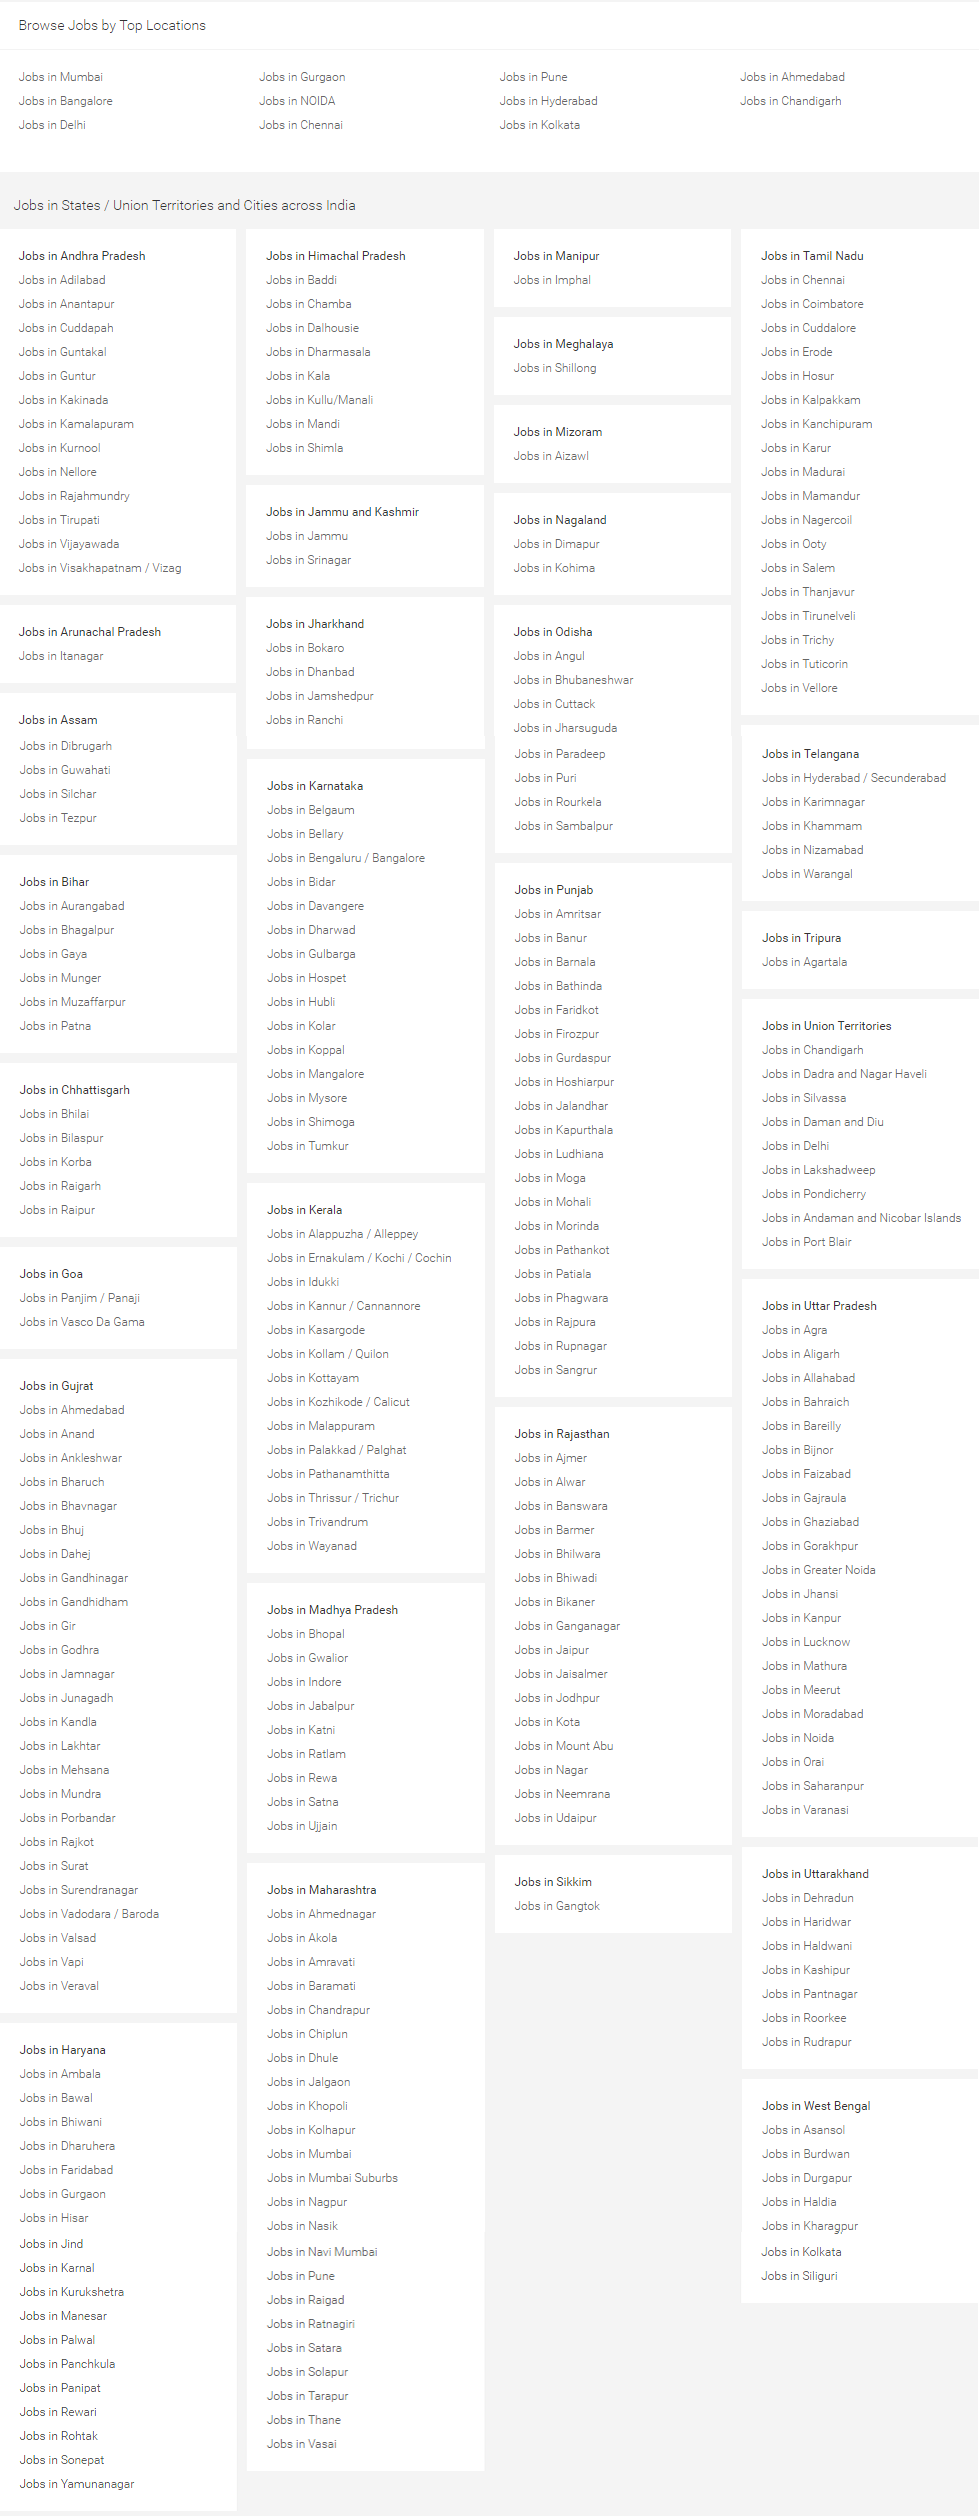 Browse Jobs by Top Locations
Jobs in Mumbai
Jobs in Bangalore
Jobs in Delhi
Jobs in Gurgaon
Jobs in NOIDA
Jobs in Chennai
Jobs in Pune
Jobs in Hyderabad
Jobs in Kolkata
Jobs in Ahmedabad
Jobs in Chandigarh
Jobs in States / Union Territories and Cities across India
Jobs in Andhra Pradesh
Jobs in Adilabad
Jobs in Anantapur
Jobs in Cuddapah
Jobs in Guntakal
Jobs in Guntur
Jobs in Kakinada
Jobs in Kamalapuram
Jobs in Kurnool
Jobs in Nellore
Jobs in Rajahmundry
Jobs in Tirupati
Jobs in Vijayawada
Jobs in Visakhapatnam / Vizag
Jobs in Arunachal Pradesh
Jobs in Itanagar
Jobs in Assam
Jobs in Dibrugarh
Jobs in Guwahati
Jobs in Silchar
Jobs in Tezpur
Jobs in Bihar
Jobs in Aurangabad
Jobs in Bhagalpur
Jobs in Gaya
Jobs in Munger
Jobs in Muzaffarpur
Jobs in Patna
Jobs in Chhattisgarh
Jobs in Bhilai
Jobs in Bilaspur
Jobs in Korba
Jobs in Raigarh
Jobs in Raipur
Jobs in Goa
Jobs in Panjim / Panaji
Jobs in Vasco Da Gama
Jobs in Gujrat
Jobs in Ahmedabad
Jobs in Anand
Jobs in Ankleshwar
Jobs in Bharuch
Jobs in Bhavnagar
Jobs in Bhuj
Jobs in Dahej
Jobs in Gandhinagar
Jobs in Gandhidham
Jobs in Gir
Jobs in Godhra
Jobs in Jamnagar
Jobs in Junagadh
Jobs in Kandla
Jobs in Lakhtar
Jobs in Mehsana
Jobs in Mundra
Jobs in Porbandar
Jobs in Rajkot
Jobs in Surat
Jobs in Surendranagar
Jobs in Vadodara / Baroda
Jobs in Valsad
Jobs in Vapi
Jobs in Veraval
Jobs in Haryana
Jobs in Ambala
Jobs in Bawal
Jobs in Bhiwani
Jobs in Dharuhera
Jobs in Faridabad
Jobs in Gurgaon
Jobs in Hisar
Jobs in Jind
Jobs in Karnal
Jobs in Kurukshetra
Jobs in Manesar
Jobs in Palwal
Jobs in Panchkula
Jobs in Panipat
Jobs in Rewari
Jobs in Rohtak
Jobs in Sonepat
Jobs in Yamunanagar
Jobs in Himachal Pradesh
Jobs in Baddi
Jobs in Chamba
Jobs in Dalhousie
Jobs in Dharmasala
Jobs in Kala
Jobs in Kullu/Manali
Jobs in Mandi
Jobs in Shimla
Jobs in Jammu and Kashmir
Jobs in Jammu
Jobs in Srinagar
Jobs in Jharkhand
Jobs in Bokaro
Jobs in Dhanbad
Jobs in Jamshedpur
Jobs in Ranchi
Jobs in Karnataka
Jobs in Belgaum
Jobs in Bellary
Jobs in Bengaluru / Bangalore
Jobs in Bidar
Jobs in Davangere
Jobs in Dharwad
Jobs in Gulbarga
Jobs in Hospet
Jobs in Hubli
Jobs in Kolar
Jobs in Koppal
Jobs in Mangalore
Jobs in Mysore
Jobs in Shimoga
Jobs in Tumkur
Jobs in Kerala
Jobs in Alappuzha / Alleppey
Jobs in Ernakulam / Kochi / Cochin
Jobs in Idukki
Jobs in Kannur / Cannannore
Jobs in Kasargode
Jobs in Kollam / Quilon
Jobs in Kottayam
Jobs in Kozhikode / Calicut
Jobs in Malappuram
Jobs in Palakkad / Palghat
Jobs in Pathanamthitta
Jobs in Thrissur / Trichur
Jobs in Trivandrum
Jobs in Wayanad
Jobs in Madhya Pradesh
Jobs in Bhopal
Jobs in Gwalior
Jobs in Indore
Jobs in Jabalpur
Jobs in Katni
Jobs in Ratlam
Jobs in Rewa
Jobs in Satna
Jobs in Ujjain
Jobs in Maharashtra
Jobs in Ahmednagar
Jobs in Akola
Jobs in Amravati
Jobs in Baramati
Jobs in Chandrapur
Jobs in Chiplun
Jobs in Dhule
Jobs in Jalgaon
Jobs in Khopoli
Jobs in Kolhapur
Jobs in Mumbai
Jobs in Mumbai Suburbs
Jobs in Nagpur
Jobs in Nasik
Jobs in Navi Mumbai
Jobs in Pune
Jobs in Raigad
Jobs in Ratnagiri
Jobs in Satara
Jobs in Solapur
Jobs in Tarapur
Jobs in Thane
Jobs in Vasai
Jobs in Manipur
Jobs in Imphal
Jobs in Meghalaya
Jobs in Shillong
Jobs in Mizoram
Jobs in Aizawl
Jobs in Nagaland
Jobs in Dimapur
Jobs in Kohima
Jobs in Odisha
Jobs in Angul
Jobs in Bhubaneshwar
Jobs in Cuttack
Jobs in Jharsuguda
Jobs in Paradeep
Jobs in Puri
Jobs in Rourkela
Jobs in Sambalpur
Jobs in Punjab
Jobs in Amritsar
Jobs in Banur
Jobs in Barnala
Jobs in Bathinda
Jobs in Faridkot
Jobs in Firozpur
Jobs in Gurdaspur
Jobs in Hoshiarpur
Jobs in Jalandhar
Jobs in Kapurthala
Jobs in Ludhiana
Jobs in Moga
Jobs in Mohali
Jobs in Morinda
Jobs in Pathankot
Jobs in Patiala
Jobs in Phagwara
Jobs in Rajpura
Jobs in Rupnagar
Jobs in Sangrur
Jobs in Rajasthan
Jobs in Ajmer
Jobs in Alwar
Jobs in Banswara
Jobs in Barmer
Jobs in Bhilwara
Jobs in Bhiwadi
Jobs in Bikaner
Jobs in Ganganagar
Jobs in Jaipur
Jobs in Jaisalmer
Jobs in Jodhpur
Jobs in Kota
Jobs in Mount Abu
Jobs in Nagar
Jobs in Neemrana
Jobs in Udaipur
Jobs in Sikkim
Jobs in Gangtok
Jobs in Tamil Nadu
Jobs in Chennai
Jobs in Coimbatore
Jobs in Cuddalore
Jobs in Erode
Jobs in Hosur
Jobs in Kalpakkam
Jobs in Kanchipuram
Jobs in Karur
Jobs in Madurai
Jobs in Mamandur
Jobs in Nagercoil
Jobs in Ooty
Jobs in Salem
Jobs in Thanjavur
Jobs in Tirunelveli
Jobs in Trichy
Jobs in Tuticorin
Jobs in Vellore
Jobs in Telangana
Jobs in Hyderabad / Secunderabad
Jobs in Karimnagar
Jobs in Khammam
Jobs in Nizamabad
Jobs in Warangal
Jobs in Tripura
Jobs in Agartala
Jobs in Union Territories
Jobs in Chandigarh
Jobs in Dadra and Nagar Haveli
Jobs in Silvassa
Jobs in Daman and Diu
Jobs in Delhi
Jobs in Lakshadweep
Jobs in Pondicherry
Jobs in Andaman and Nicobar Islands
Jobs in Port Blair
Jobs in Uttar Pradesh
Jobs in Agra
Jobs in Aligarh
Jobs in Allahabad
Jobs in Bahraich
Jobs in Bareilly
Jobs in Bijnor
Jobs in Faizabad
Jobs in Gajraula
Jobs in Ghaziabad
Jobs in Gorakhpur
Jobs in Greater Noida
Jobs in Jhansi
Jobs in Kanpur
Jobs in Lucknow
Jobs in Mathura
Jobs in Meerut
Jobs in Moradabad
Jobs in Noida
Jobs in Orai
Jobs in Saharanpur
Jobs in Varanasi
Jobs in Uttarakhand
Jobs in Dehradun
Jobs in Haridwar
Jobs in Haldwani
Jobs in Kashipur
Jobs in Pantnagar
Jobs in Roorkee
Jobs in Rudrapur
Jobs in West Bengal
Jobs in Asansol
Jobs in Burdwan
Jobs in Durgapur
Jobs in Haldia
Jobs in Kharagpur
Jobs in Kolkata
Jobs in Siliguri